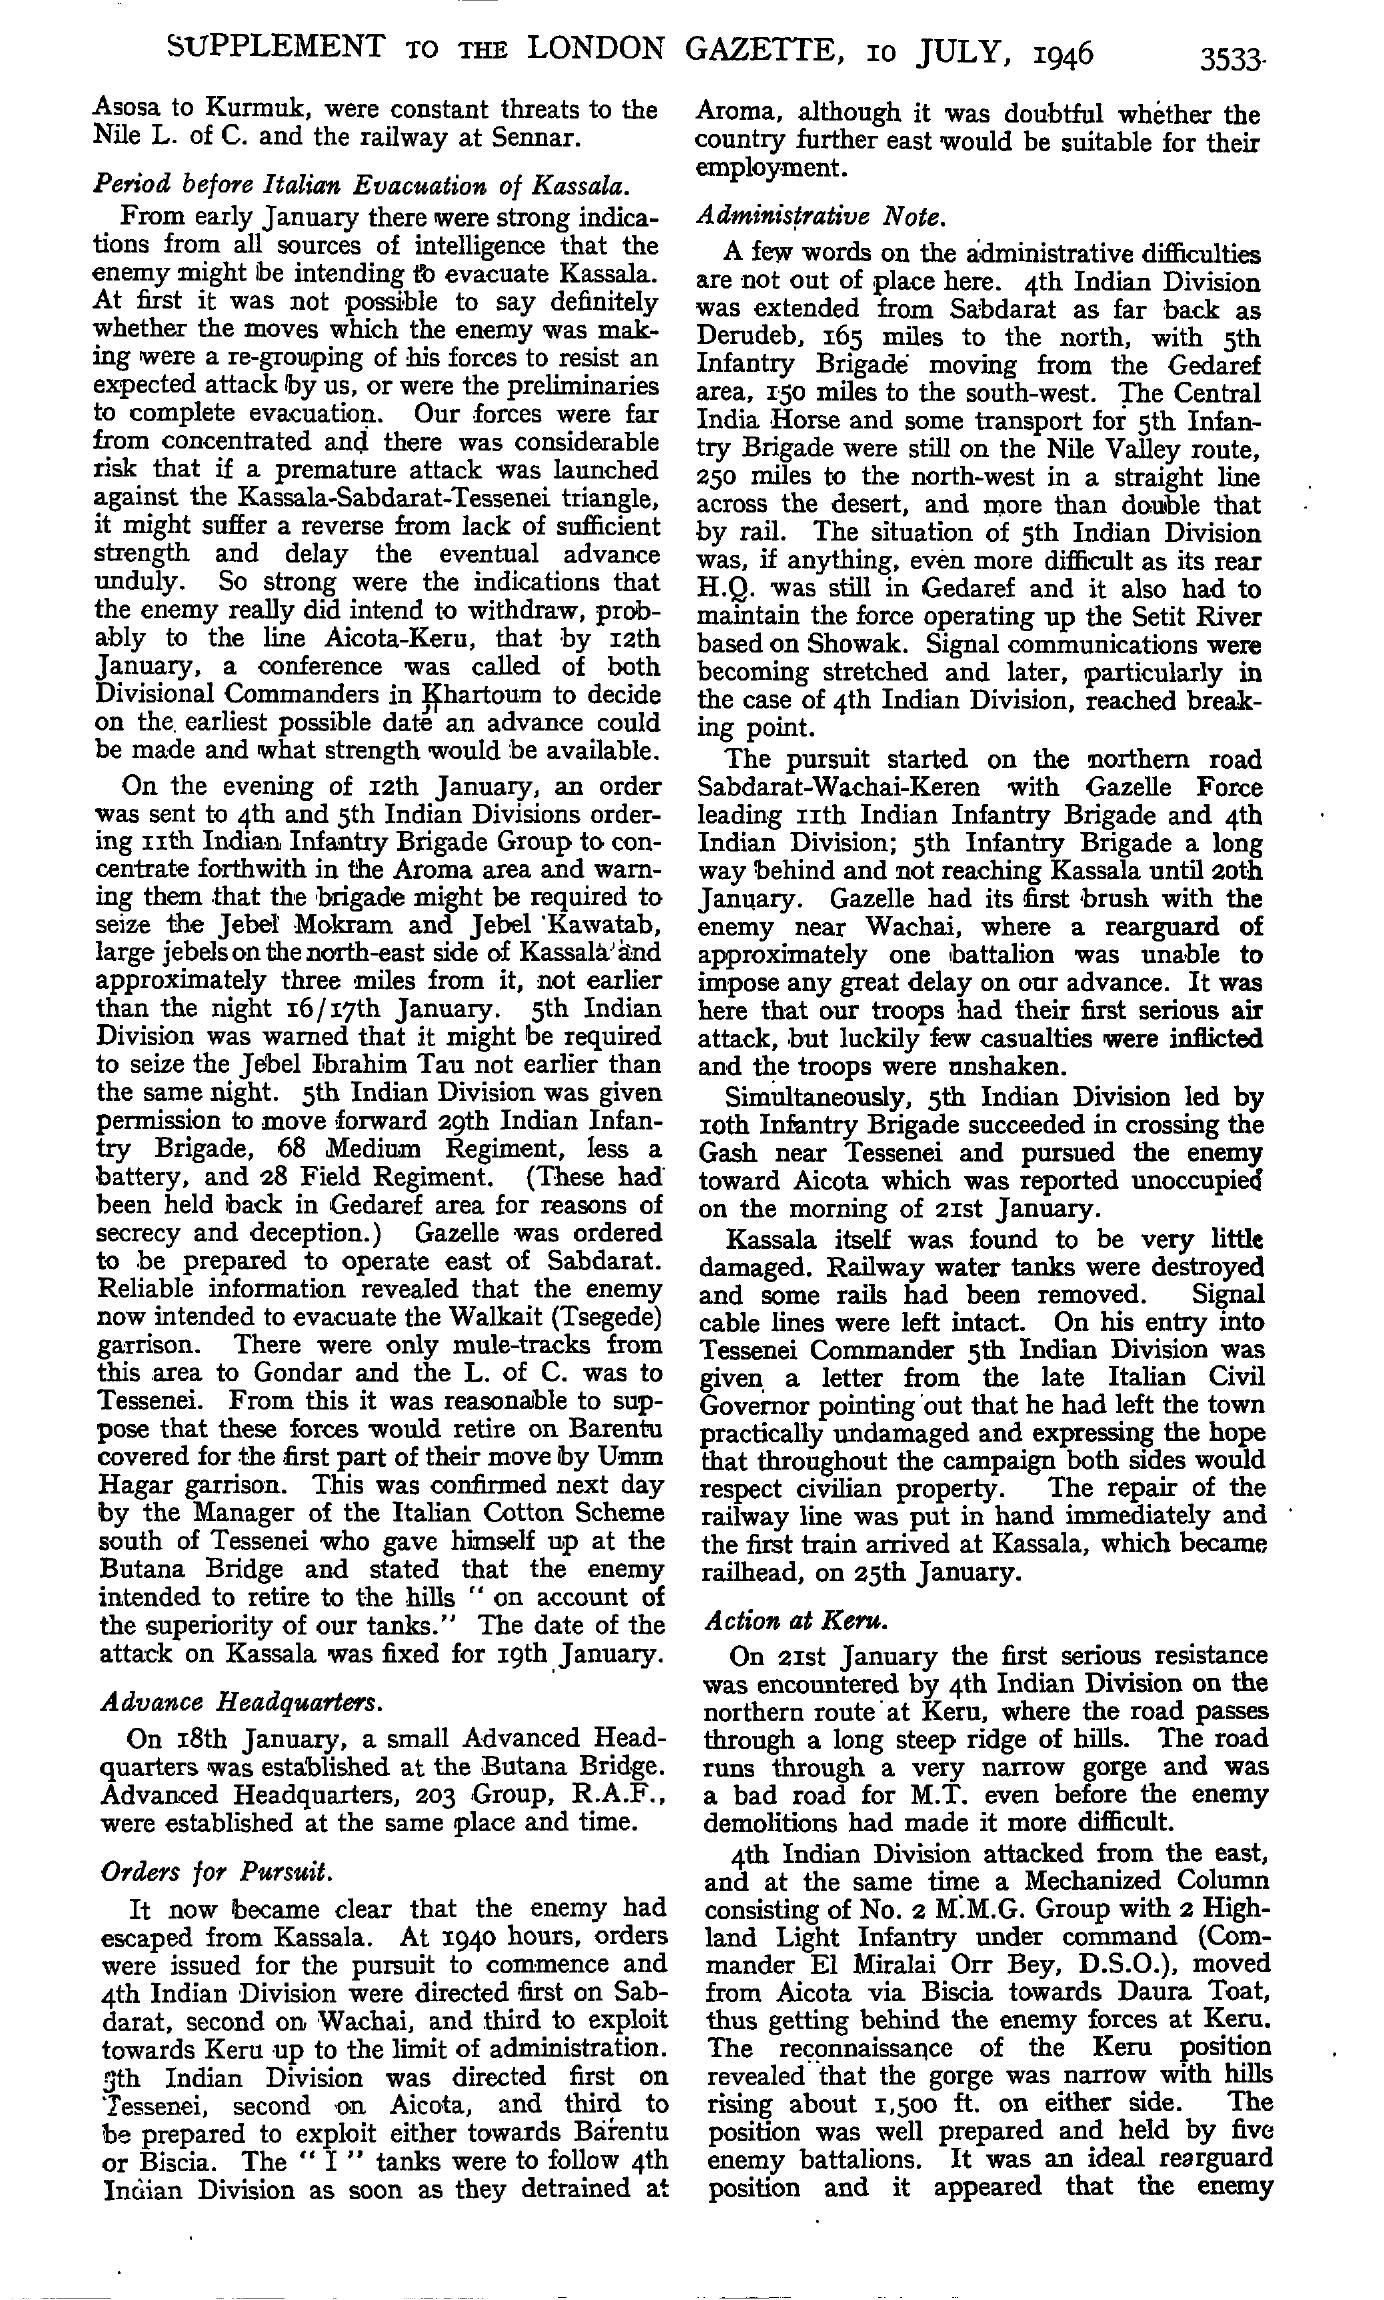 SUPPLEMENT TO THE LONDON GAZETTE, 10 JULY, 1946 3533
Asosa to Kurmuk, were constant threats to the
Nile L. of C. and the railway at Sennar.
Period before Italian Evacuation of Kassala.
From early January there were strong indica-
tions from all sources of intelligence that the
enemy might be intending to evacuate Kassala.
At first it was not possible to say definitely
whether the moves which the enemy was mak-
ing were a re-grouping of his forces to resist an
expected attack by us, or were the preliminaries
to complete evacuation. Our forces were far
from concentrated and there was considerable
risk that if a premature attack was launched
against the Kassala-Sabdarat-Tessenei triangle,
it might suffer a reverse from lack of sufficient
strength and delay the eventual advance
unduly. So strong were the indications that
the enemy really did intend to withdraw, prob-
ably to the line Aicota-Keru, that by 12th
January, a conference was called of both
Divisional Commanders in Khartoum to decide
on the earliest possible date an advance could
be made and what strength would be available.
On the evening of 12th January, an order
was sent to 4th and 5th Indian Divisions order-
ing 11th Indian Infantry Brigade Group to con-
centrate forthwith in the Aroma area and warn-
ing them that the brigade might be required to
seize the Jebel Mokram and Jebel Kawatab,
large jebels on the north-east side of Kassala and
approximately three miles from it, not earlier
than the night 16/17th January. 5th Indian
Division was warned that it might be required
to seize the Jebel Ibrahim Tau not earlier than
the same night. 5th Indian Division was given
permission to move forward 29th Indian Infan-
try Brigade, 68 Medium Regiment, less a
battery, and 28 Field Regiment. (These had
been held back in Gedaref area for reasons of
secrecy and deception.) Gazelle was ordered
to be prepared to operate east of Sabdarat.
Reliable information revealed that the enemy
now intended to evacuate the Walkait (Tsegede)
garrison. There were only mule-tracks from
this area to Gondar and the L. of C. was to
Tessenei. From this it was reasonable to sup-
pose that these forces would retire on Barentu
covered for the first part of their move by Umm
Hagar garrison. This was confirmed next day
by the Manager of the Italian Cotton Scheme
south of Tessenei who gave himself up at the
Butana Bridge and stated that the enemy
intended to retire to the hills " on account of
the superiority of our tanks." The date of the
attack on Kassala was fixed for 19th January.
Advance Headquarters.
On 18th January, a small Advanced Head-
quarters was established at the Butana Bridge.
Advanced Headquarters, 203 Group, R.A.F.,
were established at the same place and time.
Orders for Pursuit.
It now became clear that the enemy had
escaped from Kassala. At 1940 hours, orders
were issued for the pursuit to commence and
4th Indian Division were directed first on Sab-
darat, second on Wachai, and third to exploit
towards Keru up to the limit of administration.
5th Indian Division was directed first on
Tessenei, second on Aicota, and third to
be prepared to exploit either towards Barentu
or Biscia. The " I " tanks were to follow 4th
Indian Division as soon as they detrained at
Aroma, although it was doubtful whether the
country further east would be suitable for their
employment.
Administrative Note.
A few words on the administrative difficulties
are not out of place here. 4th Indian Division
was extended from Sabdarat as far back as
Derudeb, 165 miles to the north, with 5th
Infantry Brigade moving from the Gedaref
area, 150 miles to the south-west. The Central
India Horse and some transport for 5th Infan-
try Brigade were still on the Nile Valley route,
250 miles to the north-west in a straight line
across the desert, and more than double that
by rail. The situation of 5th Indian Division
was, if anything, even more difficult as its rear
H.Q. was still in Gedaref and it also had to
maintain the force operating up the Setit River
based on Showak. Signal communications were
becoming stretched and later, particularly in
the case of 4th Indian Division, reached break-
ing point.
The pursuit started on the northern road
Sabdarat-Wachai-Keren with Gazelle Force
leading 11th Indian Infantry Brigade and 4th
Indian Division; 5th Infantry Brigade a long
way behind and not reaching Kassala until 20th
January. Gazelle had its first brush with the
enemy near Wachai, where a rearguard of
approximately one battalion was unable to
impose any great delay on our advance. It was
here that our troops had their first serious air
attack, but luckily few casualties were inflicted
and the troops were unshaken.
Simultaneously, 5th Indian Division led by
10th Infantry Brigade succeeded in crossing the
Gash near Tessenei and pursued the enemy
toward Aicota which was reported unoccupied
on the morning of 21st January.
Kassala itself was found to be very little
damaged. Railway water tanks were destroyed
and some rails had been removed. Signal
cable lines were left intact. On his entry into
Tessenei Commander 5th Indian Division was
given a letter from the late Italian Civil
Governor pointing out that he had left the town
practically undamaged and expressing the hope
that throughout the campaign both sides would
respect civilian property. The repair of the
railway line was put in hand immediately and
the first train arrived at Kassala, which became
railhead, on 25th January.
Action at Keru.
On 21st January the first serious resistance
was encountered by 4th Indian Division on the
northern route at Keru, where the road passes
through a long steep ridge of hills. The road
runs through a very narrow gorge and was
a bad road for M.T. even before the enemy
demolitions had made it more difficult.
4th Indian Division attacked from the east,
and at the same time a Mechanized Column
consisting of No. 2 M.M.G. Group with 2 High-
land Light Infantry under command (Com-
mander El Miralai Orr Bey, D.S.O.), moved
from Aicota via Biscia towards Daura Toat,
thus getting behind the enemy forces at Keru.
The reconnaissance of the Keru position
revealed that the gorge was narrow with hills
rising about 1,500 ft. on either side. The
position was well prepared and held by five
enemy battalions. It was an ideal rearguard
position and it appeared that the enemy